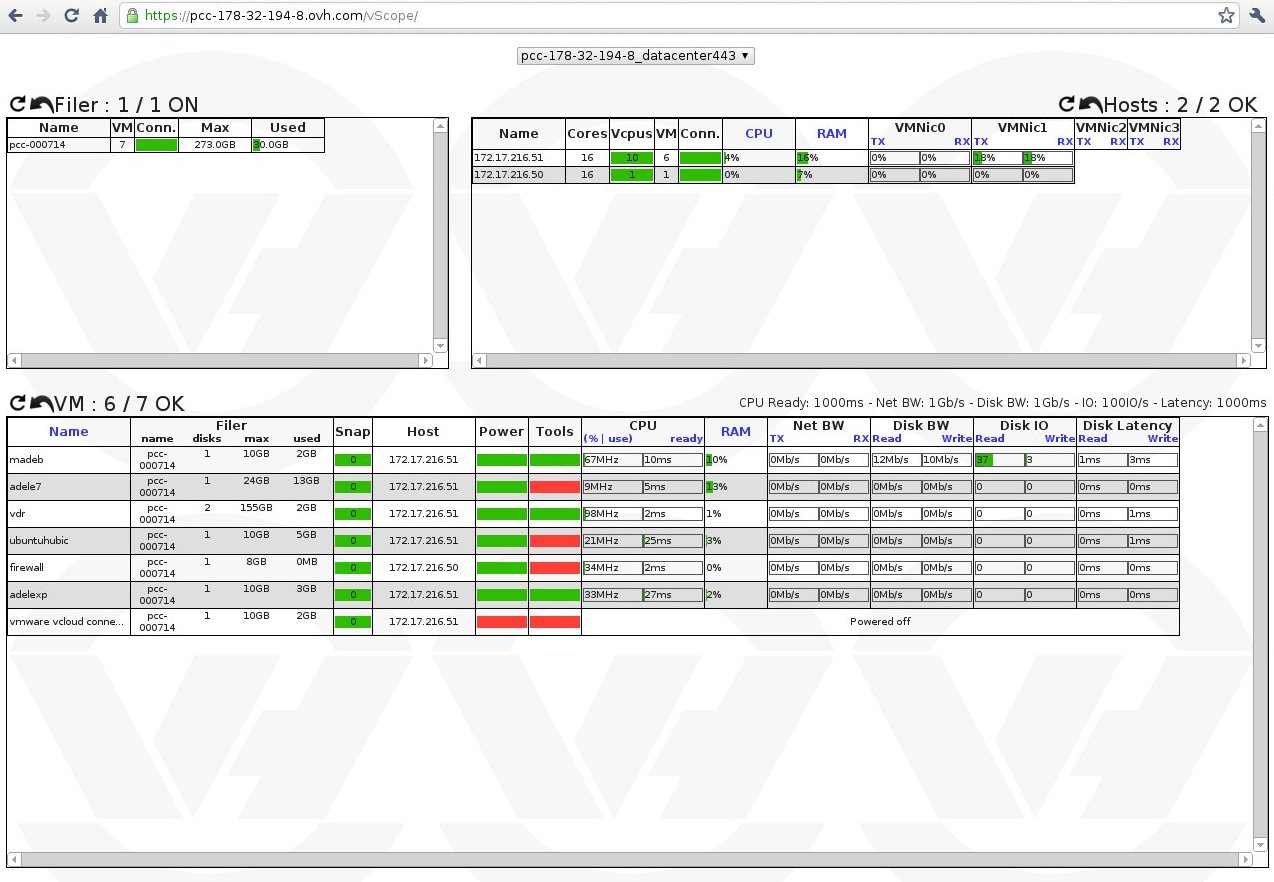 https://pcc-178-32-194-8.ovh.com/vScope/
pcc-178-32-194-8_datacenter443 ▾
Filer : 1 / 1 ON
Name VM Conn. Max Used
pcc-000714 7 273.0GB 30.0GB
Hosts : 2 / 2 OK
Name Cores Vcpus VM Conn. CPU RAM VMNic0 VMNic1 VMNic2 VMNic3
TX RX TX RX TX RX TX RX
172.17.216.51 16 10 6 4% 16% 0% 0% 18% 18%
172.17.216.50 16 1 1 0% 7% 0% 0% 0% 0%
VM : 6 / 7 OK
CPU Ready: 1000ms - Net BW: 1Gb/s - Disk BW: 1Gb/s - IO: 100IO/s - Latency: 1000ms
Name Filer Snap Host Power Tools CPU RAM Net BW Disk BW Disk IO Disk Latency
name disks max used (% | use) ready TX RX Read Write Read Write Read Write
madeb pcc-000714 1 10GB 2GB 0 172.17.216.51 67MHz 10ms 10% 0Mb/s 0Mb/s 12Mb/s 10Mb/s 37 3 1ms 3ms
adele7 pcc-000714 1 24GB 13GB 0 172.17.216.51 9MHz 5ms 13% 0Mb/s 0Mb/s 0Mb/s 0Mb/s 0 0 0ms 0ms
vdr pcc-000714 2 155GB 2GB 0 172.17.216.51 98MHz 2ms 1% 0Mb/s 0Mb/s 0Mb/s 0Mb/s 0 0 0ms 1ms
ubuntuhubic pcc-000714 1 10GB 5GB 0 172.17.216.51 21MHz 25ms 3% 0Mb/s 0Mb/s 0Mb/s 0Mb/s 0 0 0ms 1ms
firewall pcc-000714 1 8GB 0MB 0 172.17.216.50 34MHz 2ms 0% 0Mb/s 0Mb/s 0Mb/s 0Mb/s 0 0 0ms 0ms
adelexp pcc-000714 1 10GB 3GB 0 172.17.216.51 33MHz 27ms 2% 0Mb/s 0Mb/s 0Mb/s 0Mb/s 0 0 0ms 0ms
vmware vcloud conne... pcc-000714 1 10GB 2GB 0 172.17.216.51 Powered off